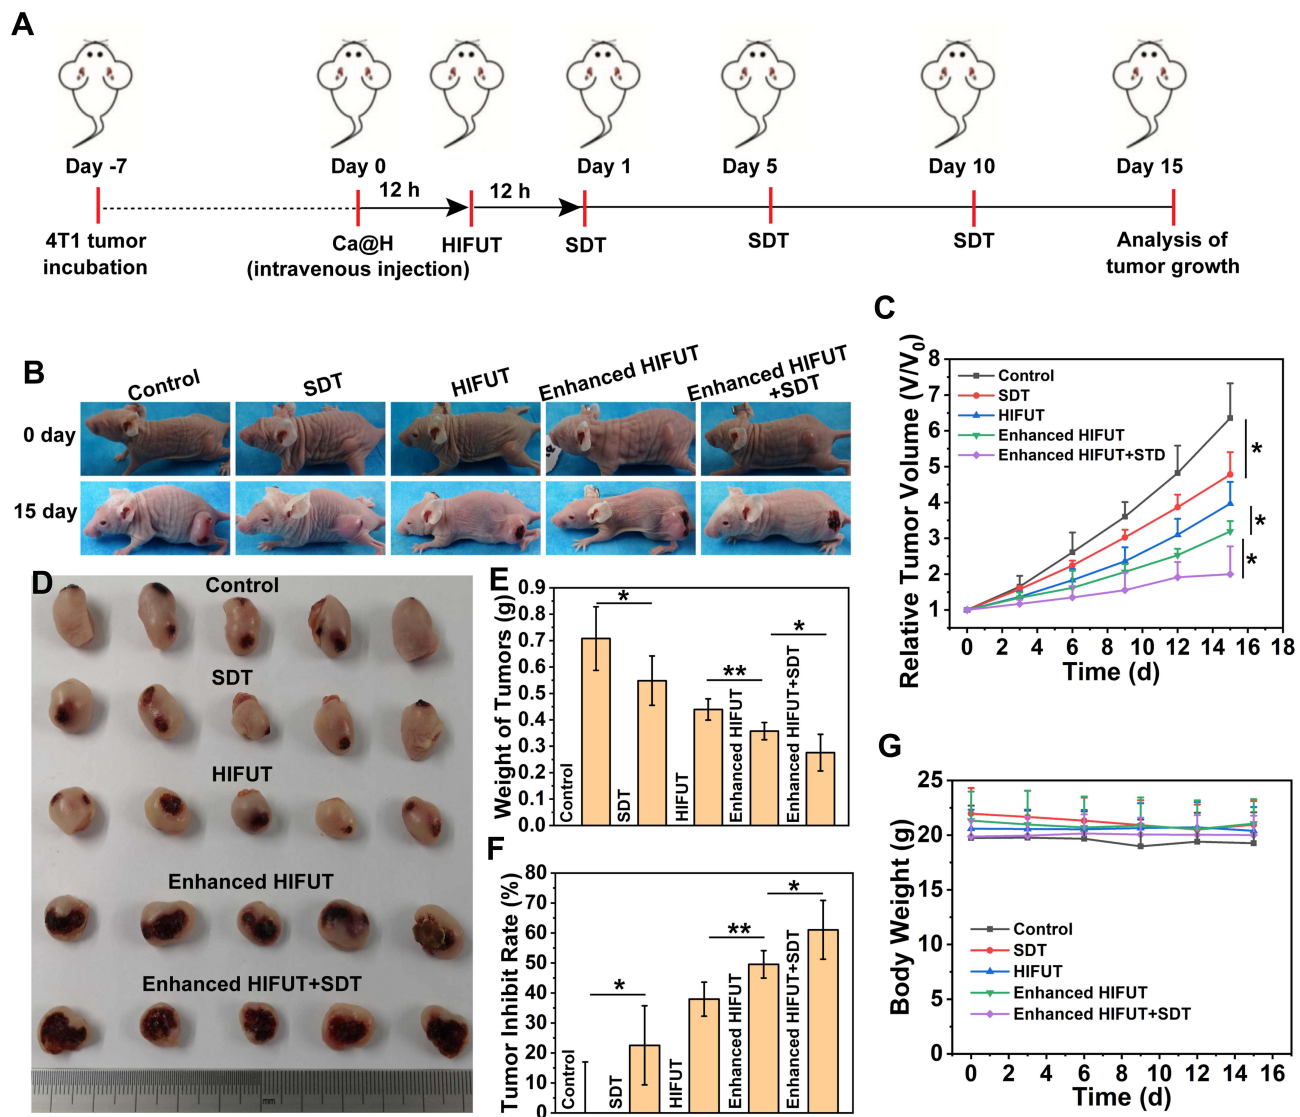 A
Day -7
Day 0
Day 1
Day 5
Day 10
Day 15
12 h
12 h
4T1 tumor
incubation
Ca@H
(intravenous injection)
HIFUT
SDT
SDT
SDT
Analysis of
tumor growth
B
Control
SDT
HIFUT
Enhanced HIFUT
Enhanced HIFUT
+SDT
0 day
15 day
C
Relative Tumor Volume (V/V0)
8
7
6
5
4
3
2
1
Control
SDT
HIFUT
Enhanced HIFUT
Enhanced HIFUT+STD
*
*
*
0 2 4 6 8 10 12 14 16 18
Time (d)
D
Control
SDT
HIFUT
Enhanced HIFUT
Enhanced HIFUT+SDT
mm
E
Weight of Tumors (g)
0.9
0.8
0.7
0.6
0.5
0.4
0.3
0.2
0.1
0.0
*
**
*
Control
SDT
HIFUT
Enhanced HIFUT
Enhanced HIFUT+SDT
F
Tumor Inhibit Rate (%)
80
70
60
50
40
30
20
10
0
*
**
*
Control
SDT
HIFUT
Enhanced HIFUT
Enhanced HIFUT+SDT
G
Body Weight (g)
25
20
15
10
5
0
Control
SDT
HIFUT
Enhanced HIFUT
Enhanced HIFUT+SDT
0 2 4 6 8 10 12 14 16
Time (d)